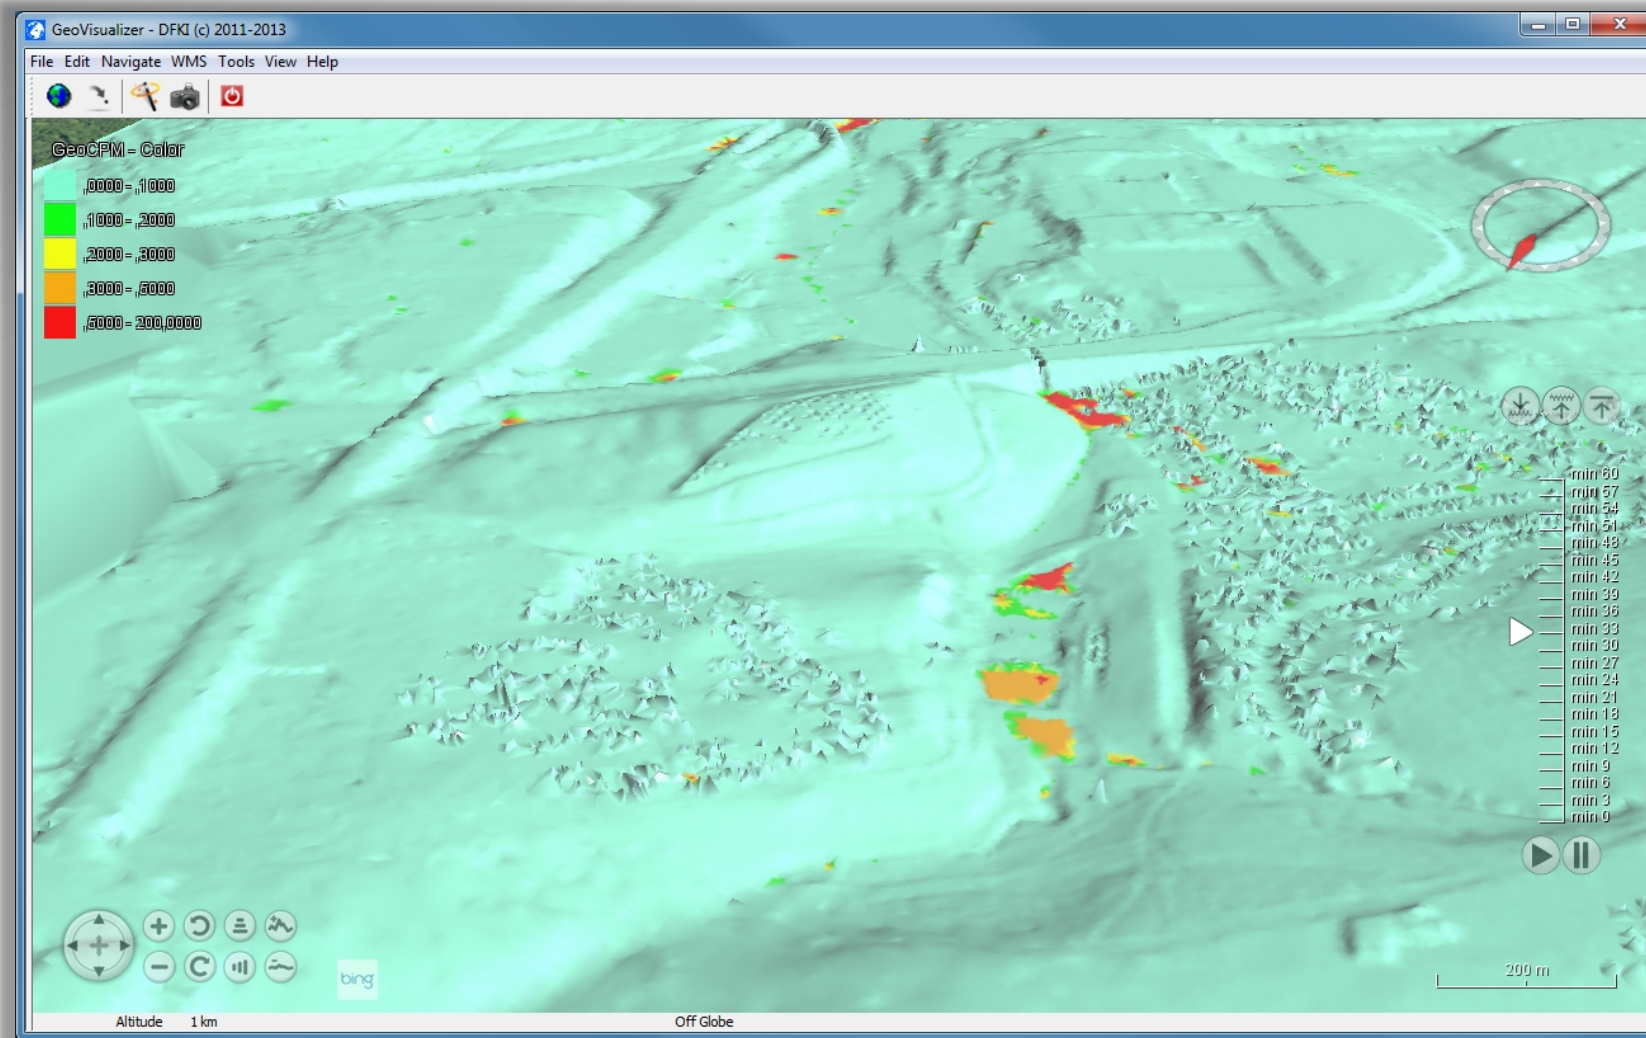 GeoVisualizer - DFKI (c) 2011-2013
File Edit Navigate WMS Tools View Help
GeoCPM - Color
,0000 - ,1000
,1000 - ,2000
,2000 - ,3000
,3000 - ,5000
,5000 - 200,0000
min 60
min 57
min 54
min 51
min 48
min 45
min 42
min 39
min 36
min 33
min 30
min 27
min 24
min 21
min 18
min 15
min 12
min 9
min 6
min 3
min 0
bing
200 m
Altitude 1 km Off Globe